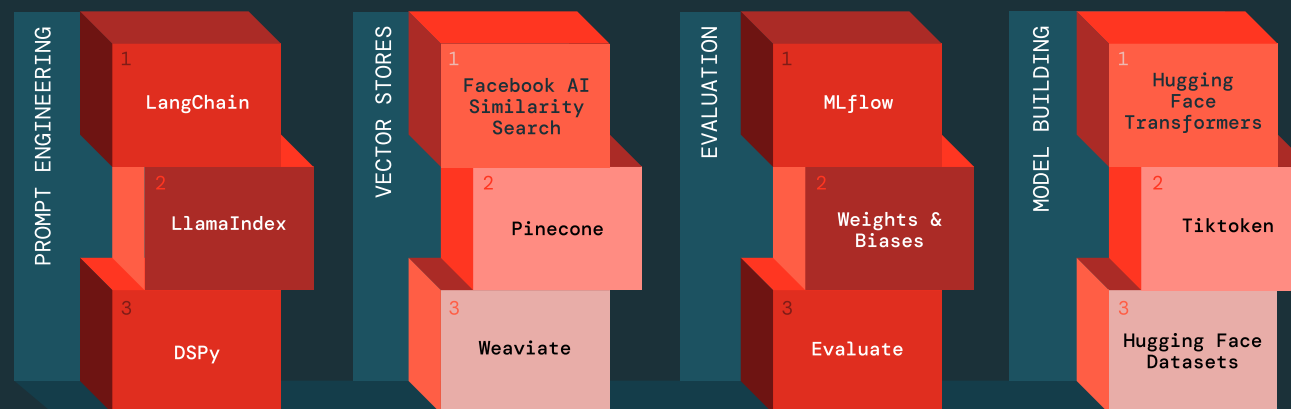 PROMPT ENGINEERING
1
LangChain
2
LlamaIndex
3
DSPy
VECTOR STORES
1
Facebook AI
Similarity
Search
2
Pinecone
3
Weaviate
EVALUATION
1
MLflow
2
Weights &
Biases
3
Evaluate
MODEL BUILDING
1
Hugging
Face
Transformers
2
Tiktoken
3
Hugging Face
Datasets